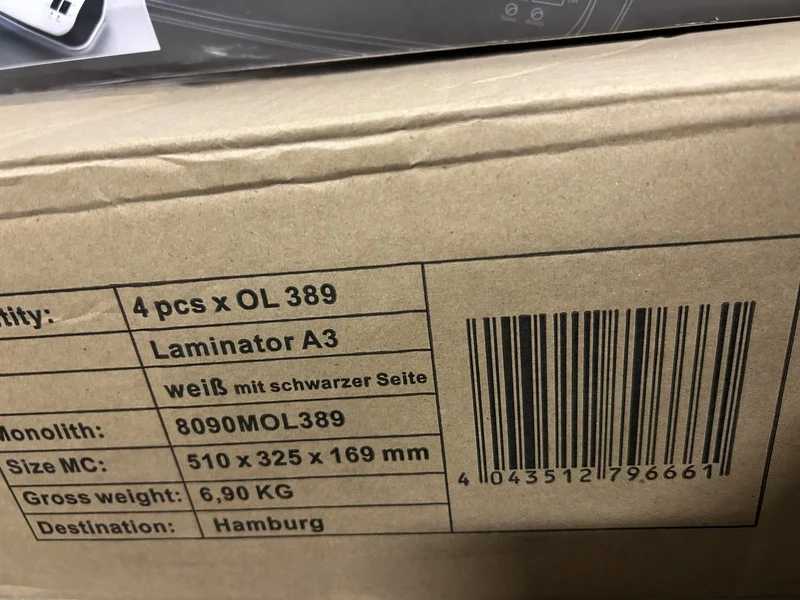 tity: 4 pcs x OL 389
Laminator A3
weiß mit schwarzer Seite
Monolith: 8090MOL389
Size MC: 510 x 325 x 169 mm
Gross weight: 6,90 KG
Destination: Hamburg
4 043512 796661